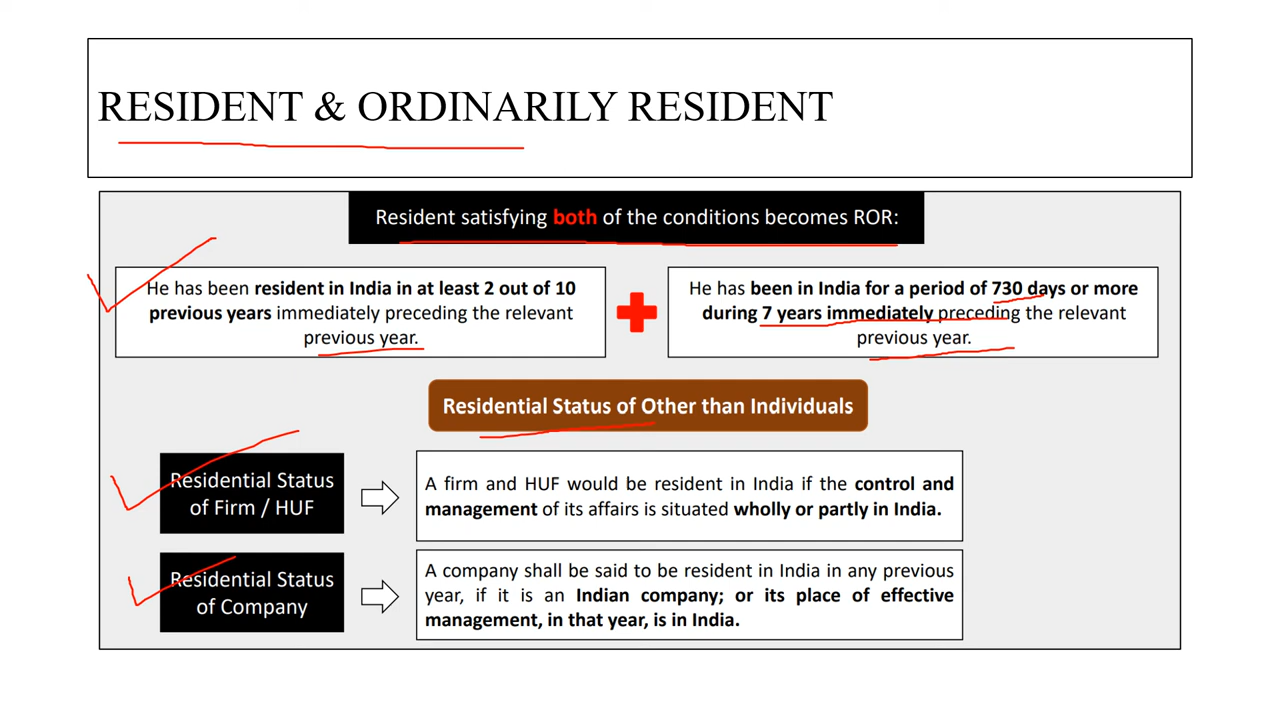 RESIDENT & ORDINARILY RESIDENT
Resident satisfying both of the conditions becomes ROR:
He has been resident in India in at least 2 out of 10
previous years immediately preceding the relevant
previous year.
He has been in India for a period of 730 days or more
during 7 years immediately preceding the relevant
previous year.
Residential Status of Other than Individuals
Residential Status
of Firm / HUF
A firm and HUF would be resident in India if the control and
management of its affairs is situated wholly or partly in India.
Residential Status
of Company
A company shall be said to be resident in India in any previous
year, if it is an Indian company; or its place of effective
management, in that year, is in India.